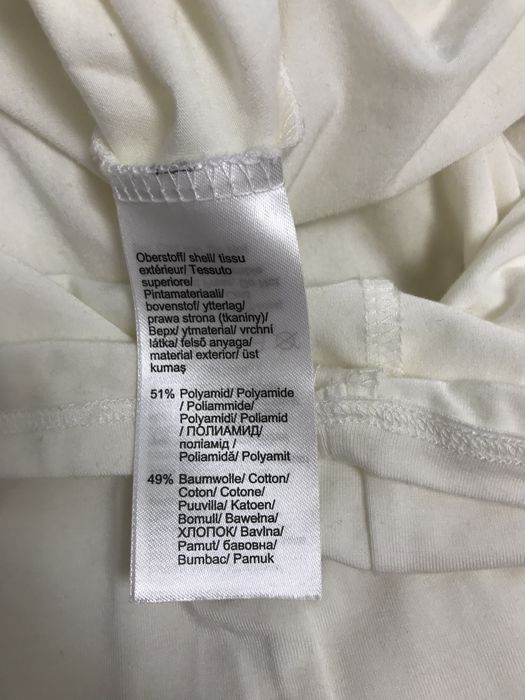 Oberstoff/ shell/ tissu
extérieur/ Tessuto
superiore/
Pintamateriaali/
bovenstof/ ytterlag/
prawa strona (tkaniny)/
Верх/ ytmaterial/ vrchní
látka/ felső anyaga/
material exterior/ üst
kumaş
51% Polyamid/ Polyamide
/ Poliammide/
Polyamidi/ Poliamid
/ ПОЛИАМИД/
поліамід /
Poliamidă/ Polyamit
49% Baumwolle/ Cotton/
Coton/ Cotone/
Puuvilla/ Katoen/
Bomull/ Bawełna/
ХЛОПОК/ Bavlna/
Pamut/ бавовна/
Bumbac/ Pamuk